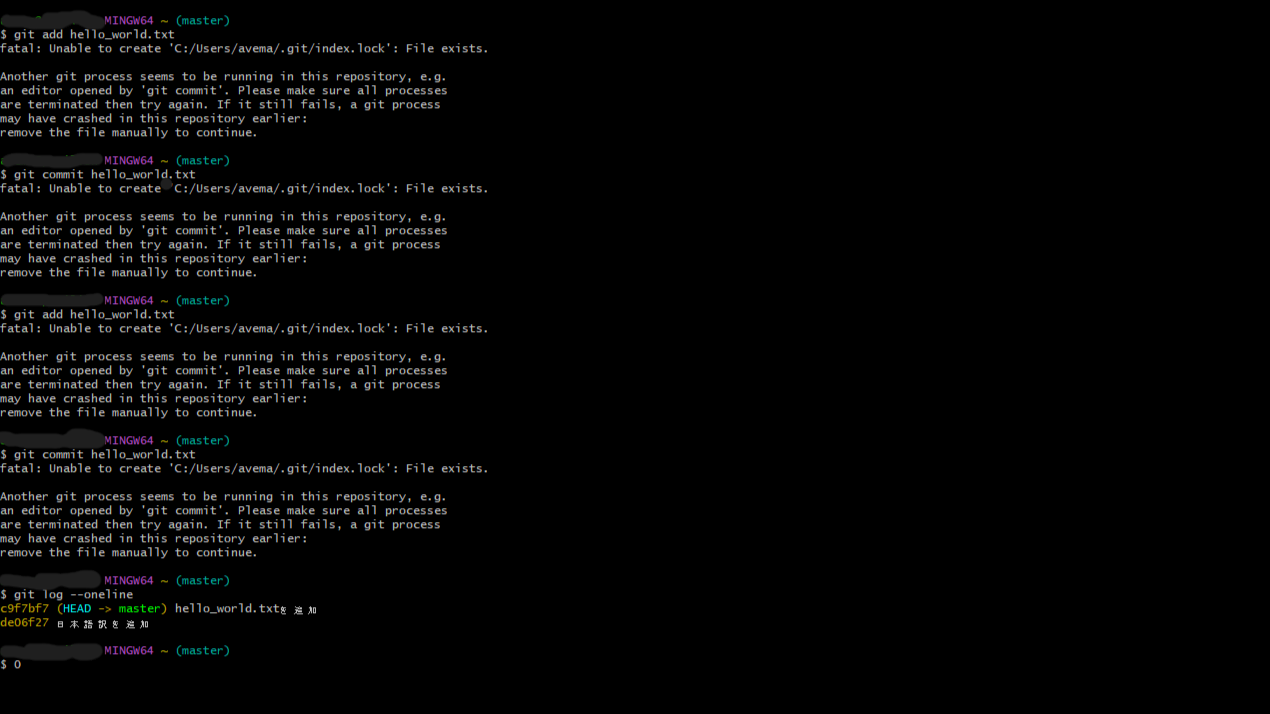 MINGW64 ~ (master)
$ git add hello_world.txt
fatal: Unable to create 'C:/Users/avema/.git/index.lock': File exists.
Another git process seems to be running in this repository, e.g.
an editor opened by 'git commit'. Please make sure all processes
are terminated then try again. If it still fails, a git process
may have crashed in this repository earlier:
remove the file manually to continue.
MINGW64 ~ (master)
$ git commit hello_world.txt
fatal: Unable to create 'C:/Users/avema/.git/index.lock': File exists.
Another git process seems to be running in this repository, e.g.
an editor opened by 'git commit'. Please make sure all processes
are terminated then try again. If it still fails, a git process
may have crashed in this repository earlier:
remove the file manually to continue.
MINGW64 ~ (master)
$ git add hello_world.txt
fatal: Unable to create 'C:/Users/avema/.git/index.lock': File exists.
Another git process seems to be running in this repository, e.g.
an editor opened by 'git commit'. Please make sure all processes
are terminated then try again. If it still fails, a git process
may have crashed in this repository earlier:
remove the file manually to continue.
MINGW64 ~ (master)
$ git commit hello_world.txt
fatal: Unable to create 'C:/Users/avema/.git/index.lock': File exists.
Another git process seems to be running in this repository, e.g.
an editor opened by 'git commit'. Please make sure all processes
are terminated then try again. If it still fails, a git process
may have crashed in this repository earlier:
remove the file manually to continue.
MINGW64 ~ (master)
$ git log --oneline
c9f7bf7 (HEAD -> master) hello_world.txtを追加
de06f27 日本語訳を追加
MINGW64 ~ (master)
$ O